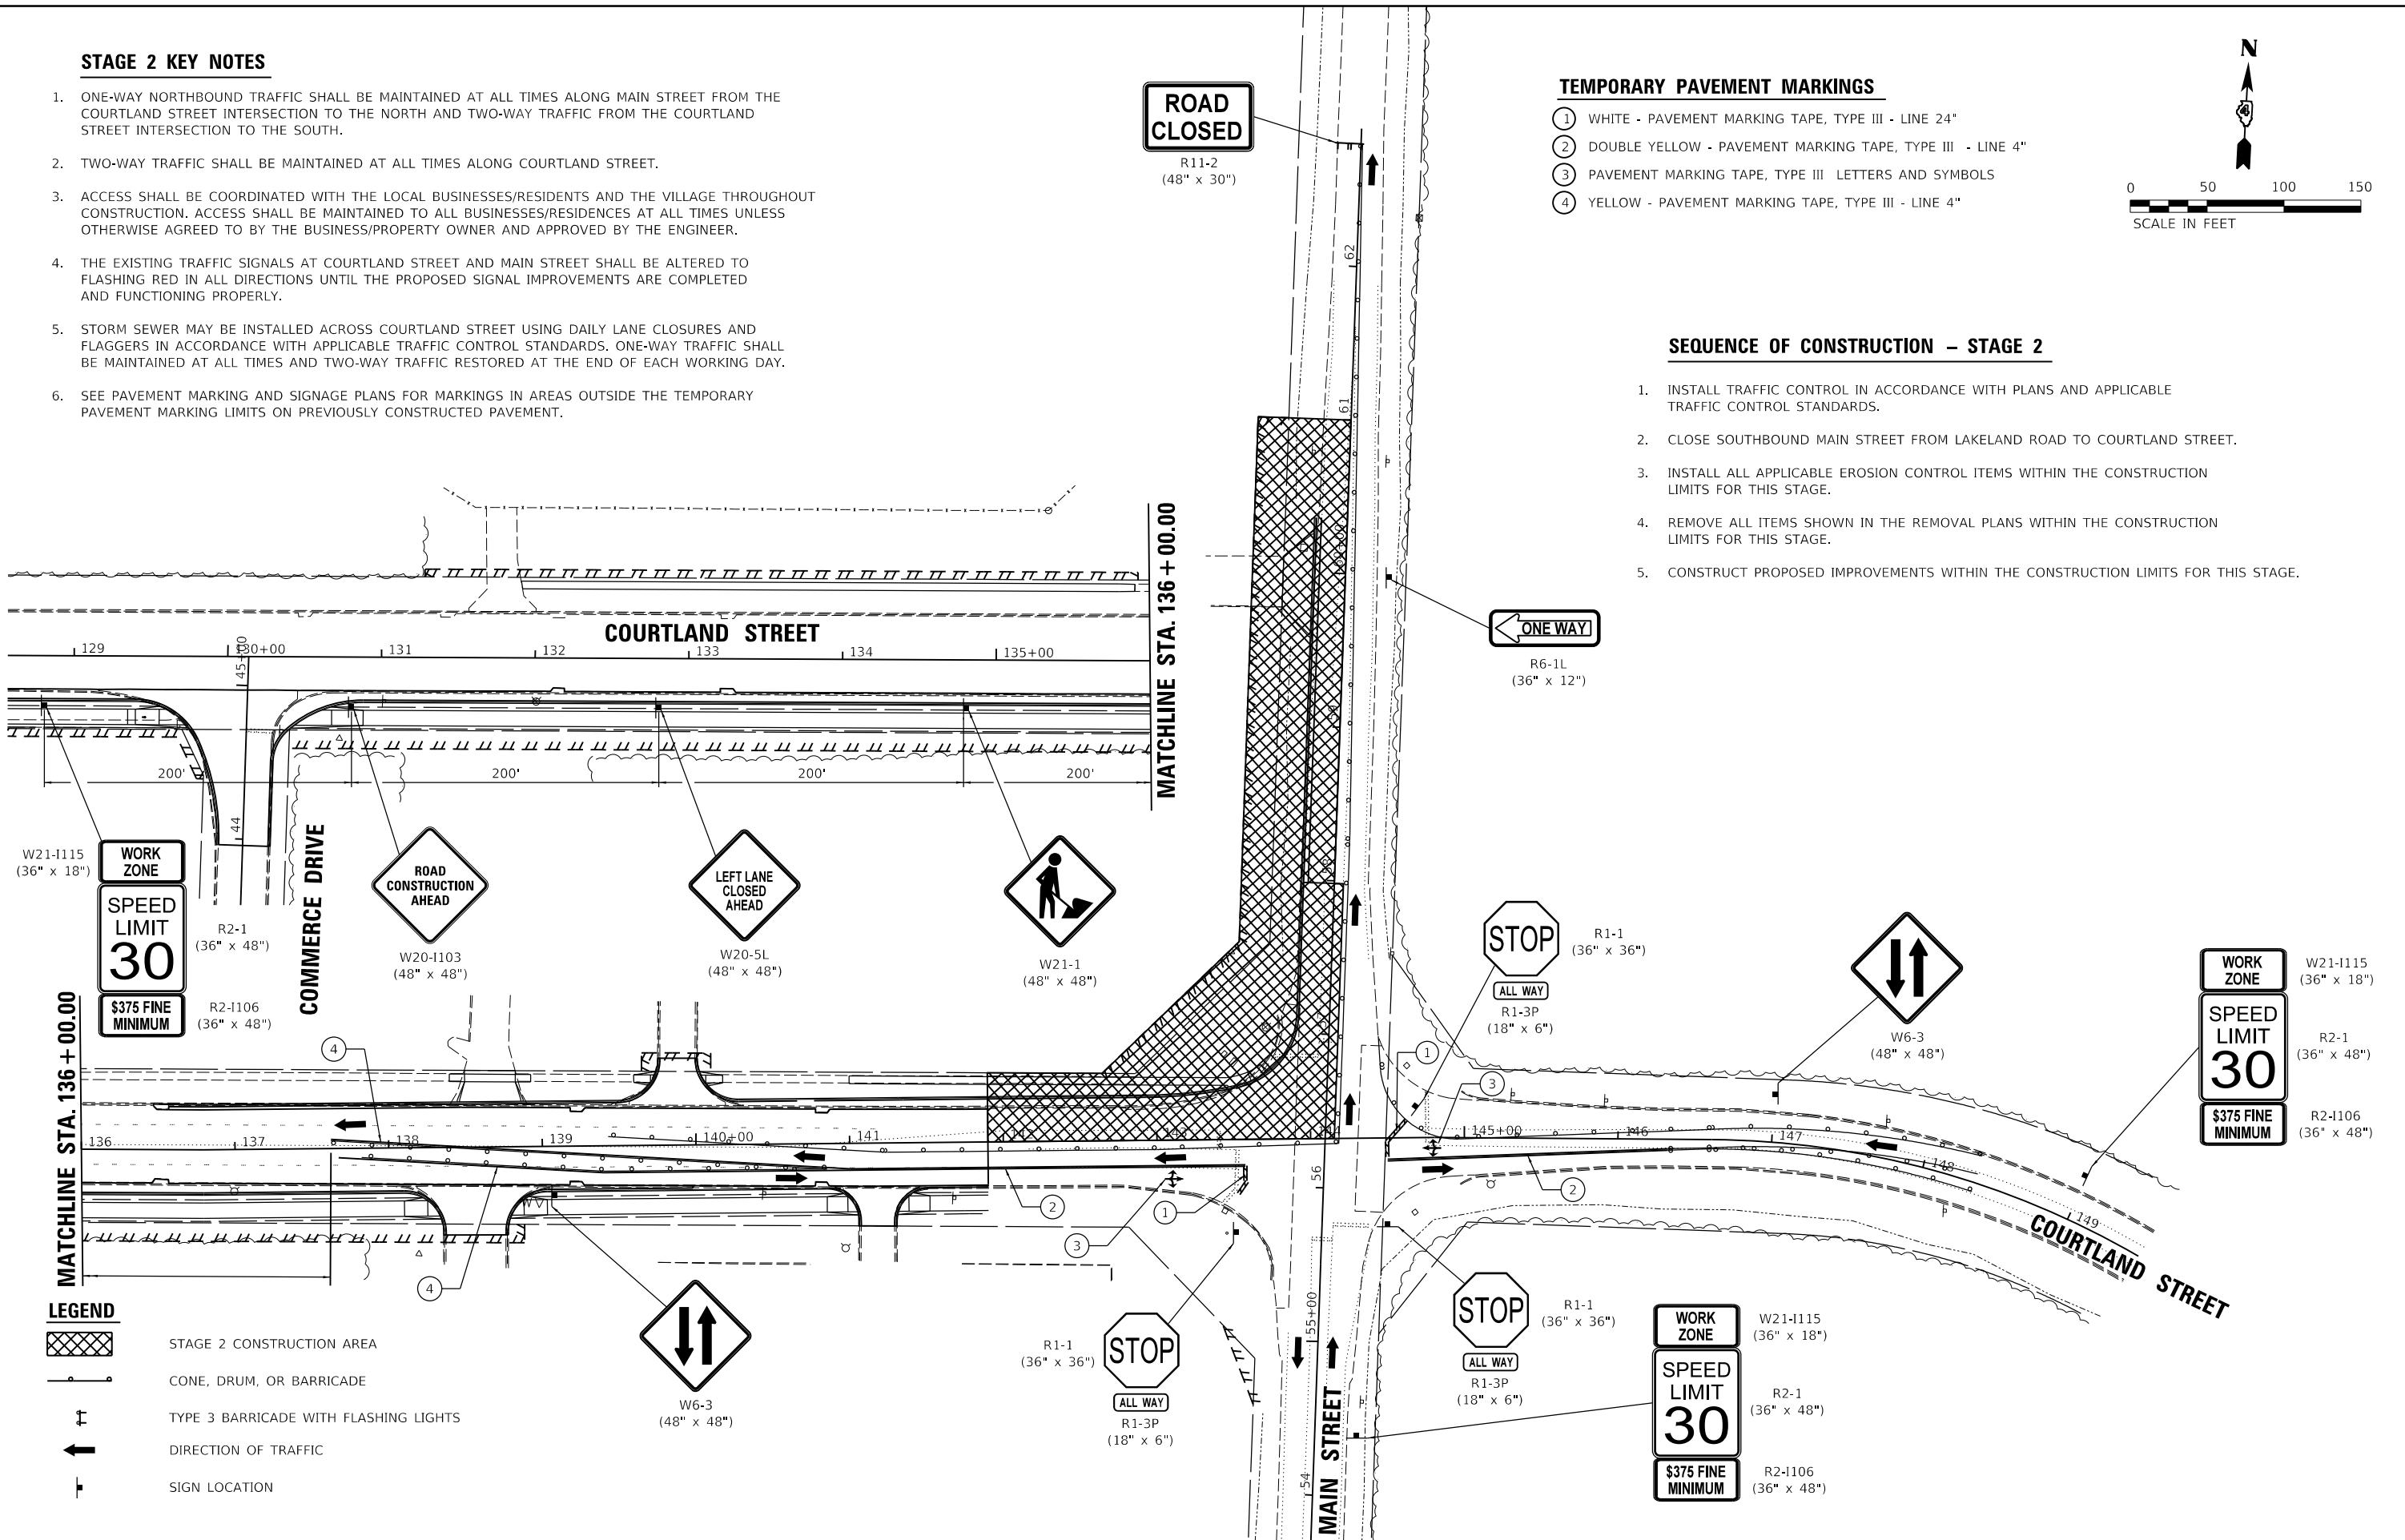 STAGE 2 KEY NOTES
1. ONE-WAY NORTHBOUND TRAFFIC SHALL BE MAINTAINED AT ALL TIMES ALONG MAIN STREET FROM THE
COURTLAND STREET INTERSECTION TO THE NORTH AND TWO-WAY TRAFFIC FROM THE COURTLAND
STREET INTERSECTION TO THE SOUTH.
2. TWO-WAY TRAFFIC SHALL BE MAINTAINED AT ALL TIMES ALONG COURTLAND STREET.
3. ACCESS SHALL BE COORDINATED WITH THE LOCAL BUSINESSES/RESIDENTS AND THE VILLAGE THROUGHOUT
CONSTRUCTION. ACCESS SHALL BE MAINTAINED TO ALL BUSINESSES/RESIDENCES AT ALL TIMES UNLESS
OTHERWISE AGREED TO BY THE BUSINESS/PROPERTY OWNER AND APPROVED BY THE ENGINEER.
4. THE EXISTING TRAFFIC SIGNALS AT COURTLAND STREET AND MAIN STREET SHALL BE ALTERED TO
FLASHING RED IN ALL DIRECTIONS UNTIL THE PROPOSED SIGNAL IMPROVEMENTS ARE COMPLETED
AND FUNCTIONING PROPERLY.
5. STORM SEWER MAY BE INSTALLED ACROSS COURTLAND STREET USING DAILY LANE CLOSURES AND
FLAGGERS IN ACCORDANCE WITH APPLICABLE TRAFFIC CONTROL STANDARDS. ONE-WAY TRAFFIC SHALL
BE MAINTAINED AT ALL TIMES AND TWO-WAY TRAFFIC RESTORED AT THE END OF EACH WORKING DAY.
6. SEE PAVEMENT MARKING AND SIGNAGE PLANS FOR MARKINGS IN AREAS OUTSIDE THE TEMPORARY
PAVEMENT MARKING LIMITS ON PREVIOUSLY CONSTRUCTED PAVEMENT.
ROAD
CLOSED
R11-2
(48" x 30")
TEMPORARY PAVEMENT MARKINGS
1 WHITE - PAVEMENT MARKING TAPE, TYPE III - LINE 24"
2 DOUBLE YELLOW - PAVEMENT MARKING TAPE, TYPE III - LINE 4"
3 PAVEMENT MARKING TAPE, TYPE III LETTERS AND SYMBOLS
4 YELLOW - PAVEMENT MARKING TAPE, TYPE III - LINE 4"
N
4
0 50 100 150
SCALE IN FEET
SEQUENCE OF CONSTRUCTION – STAGE 2
1. INSTALL TRAFFIC CONTROL IN ACCORDANCE WITH PLANS AND APPLICABLE
TRAFFIC CONTROL STANDARDS.
2. CLOSE SOUTHBOUND MAIN STREET FROM LAKELAND ROAD TO COURTLAND STREET.
3. INSTALL ALL APPLICABLE EROSION CONTROL ITEMS WITHIN THE CONSTRUCTION
LIMITS FOR THIS STAGE.
4. REMOVE ALL ITEMS SHOWN IN THE REMOVAL PLANS WITHIN THE CONSTRUCTION
LIMITS FOR THIS STAGE.
5. CONSTRUCT PROPOSED IMPROVEMENTS WITHIN THE CONSTRUCTION LIMITS FOR THIS STAGE.
62
61
ONE WAY
R6-1L
(36" x 12")
COURTLAND STREET
129 130+00 131 132 133 134 135+00
45+00
44
MATCHLINE STA. 136 + 00.00
200' 200' 200' 200'
COMMERCE DRIVE
W21-I115
(36" x 18")
WORK
ZONE
SPEED
LIMIT
30
R2-1
(36" x 48")
$375 FINE
MINIMUM
R2-I106
(36" x 48")
ROAD
CONSTRUCTION
AHEAD
W20-I103
(48" x 48")
LEFT LANE
CLOSED
AHEAD
W20-5L
(48" x 48")
W21-1
(48" x 48")
STOP
ALL WAY
R1-1
(36" x 36")
R1-3P
(18" x 6")
W6-3
(48" x 48")
WORK
ZONE
W21-I115
(36" x 18")
SPEED
LIMIT
30
R2-1
(36" x 48")
$375 FINE
MINIMUM
R2-I106
(36" x 48")
MATCHLINE STA. 136 + 00.00
4
1
3
136 137 138 139 140+00 141
145+00 146 147 148 149
56
2
1
3
4
2
COURTLAND STREET
W6-3
(48" x 48")
R1-1
(36" x 36")
STOP
ALL WAY
R1-3P
(18" x 6")
55+00
54
MAIN STREET
STOP
ALL WAY
R1-1
(36" x 36")
R1-3P
(18" x 6")
WORK
ZONE
W21-I115
(36" x 18")
SPEED
LIMIT
30
R2-1
(36" x 48")
$375 FINE
MINIMUM
R2-I106
(36" x 48")
LEGEND
STAGE 2 CONSTRUCTION AREA
CONE, DRUM, OR BARRICADE
TYPE 3 BARRICADE WITH FLASHING LIGHTS
DIRECTION OF TRAFFIC
SIGN LOCATION